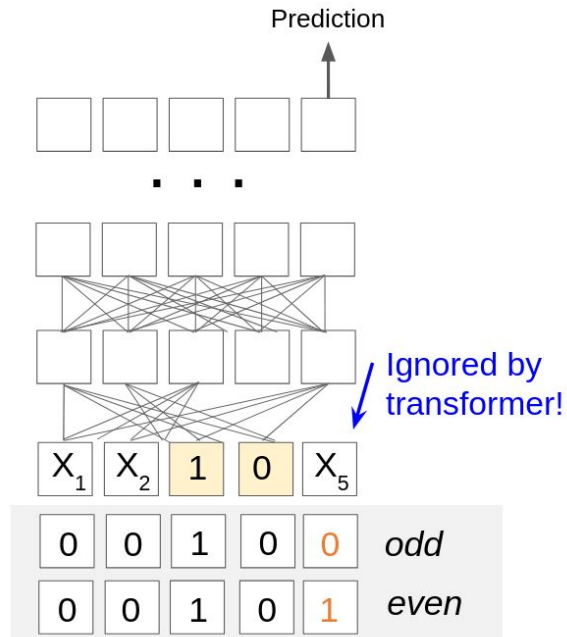 Prediction
. . .
Ignored by
transformer!
X1 X2 1 0 X5
0 0 1 0 0 odd
0 0 1 0 1 even